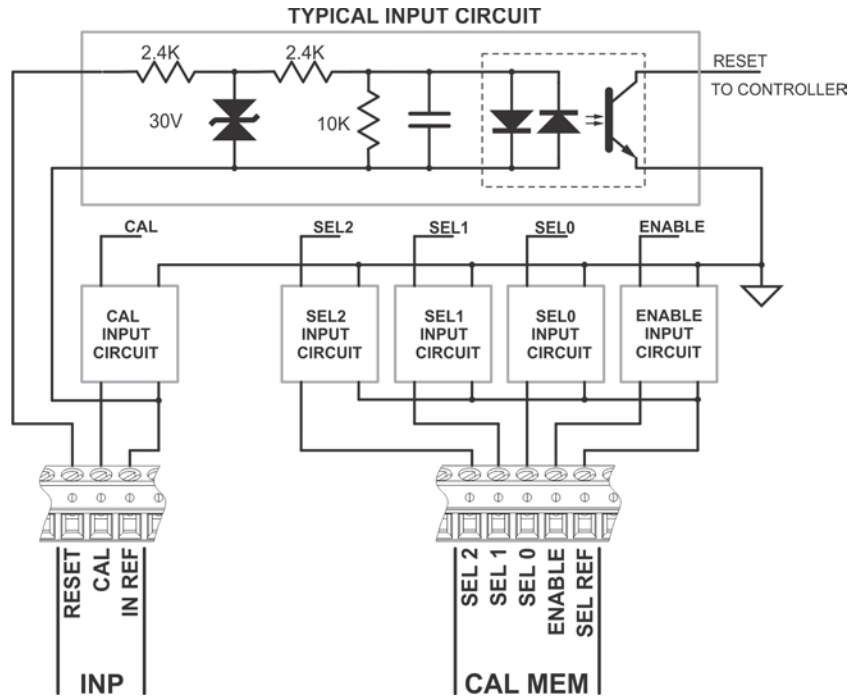 TYPICAL INPUT CIRCUIT
2.4K
2.4K
30V
10K
RESET
TO CONTROLLER
CAL
SEL2
SEL1
SEL0
ENABLE
CAL
INPUT
CIRCUIT
SEL2
INPUT
CIRCUIT
SEL1
INPUT
CIRCUIT
SEL0
INPUT
CIRCUIT
ENABLE
INPUT
CIRCUIT
RESET
CAL
IN REF
SEL 2
SEL 1
SEL 0
ENABLE
SEL REF
INP
CAL MEM